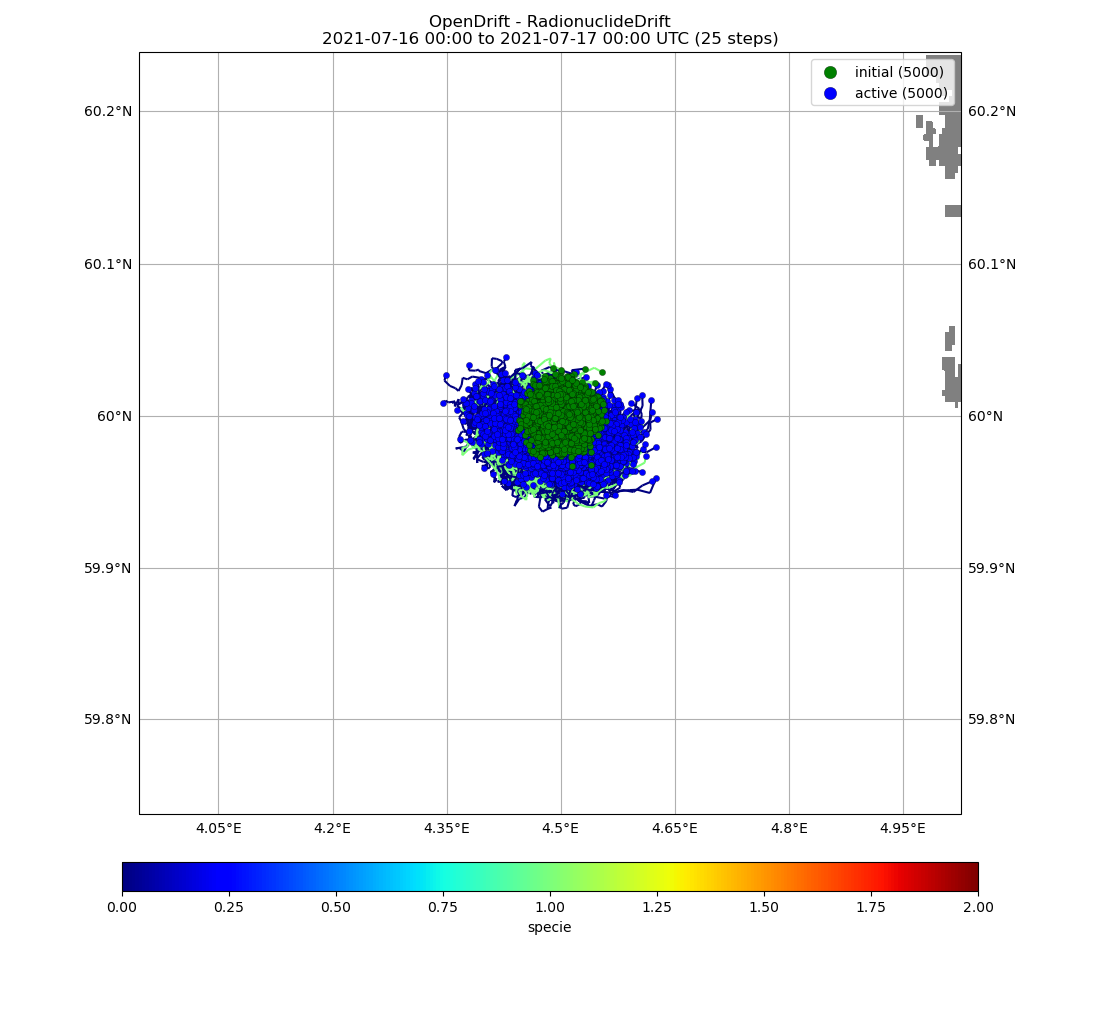 OpenDrift - RadionuclideDrift
2021-07-16 00:00 to 2021-07-17 00:00 UTC (25 steps)
initial (5000)
active (5000)
60.2°N
60.2°N
60.1°N
60.1°N
60°N
60°N
59.9°N
59.9°N
59.8°N
59.8°N
4.05°E
4.2°E
4.35°E
4.5°E
4.65°E
4.8°E
4.95°E
0.00
0.25
0.50
0.75
1.00
1.25
1.50
1.75
2.00
specie